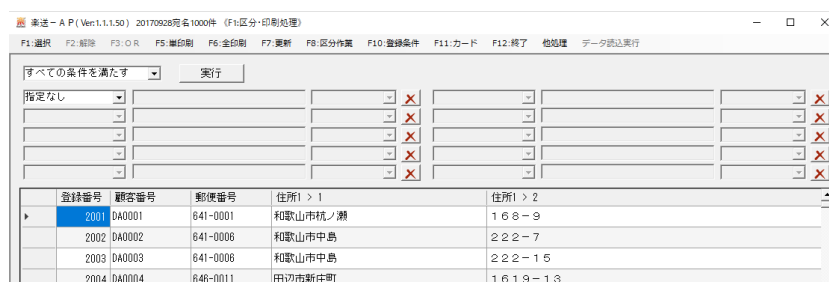 楽送－ＡＰ(Ver:1.1.1.50) 20170928宛名1000件 《F1:区分・印刷処理》
F1:選択 F2:解除 F3:ＯＲ F5:単印刷 F6:全印刷 F7:更新 F8:区分作業 F10:登録条件 F11:カード F12:終了 他処理 データ読込実行
すべての条件を満たす 実行
指定なし
登録番号 顧客番号 郵便番号 住所1 > 1 住所1 > 2
2001 DA0001 641-0001 和歌山市杭ノ瀬 １６８－９
2002 DA0002 641-0006 和歌山市中島 ２２２－７
2003 DA0003 641-0006 和歌山市中島 ２２２－１５
2004 DA0004 646-0011 田辺市新庄町 １６１９－１３